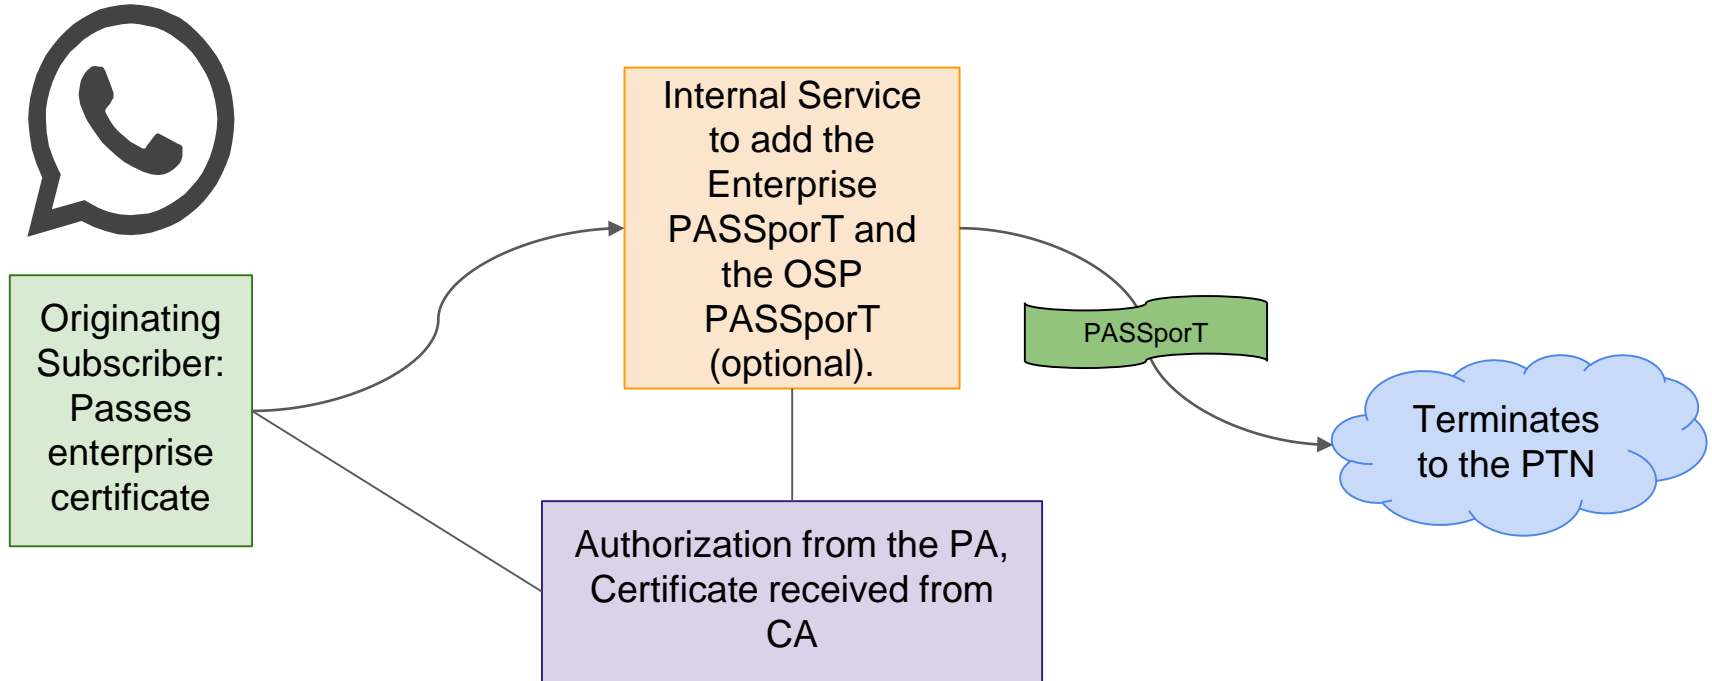 Internal Service
to add the
Enterprise
PASSporT and
the OSP
PASSporT
(optional).
Originating
Subscriber:
Passes
enterprise
certificate
PASSporT
Terminates
to the PTN
Authorization from the PA,
Certificate received from
CA